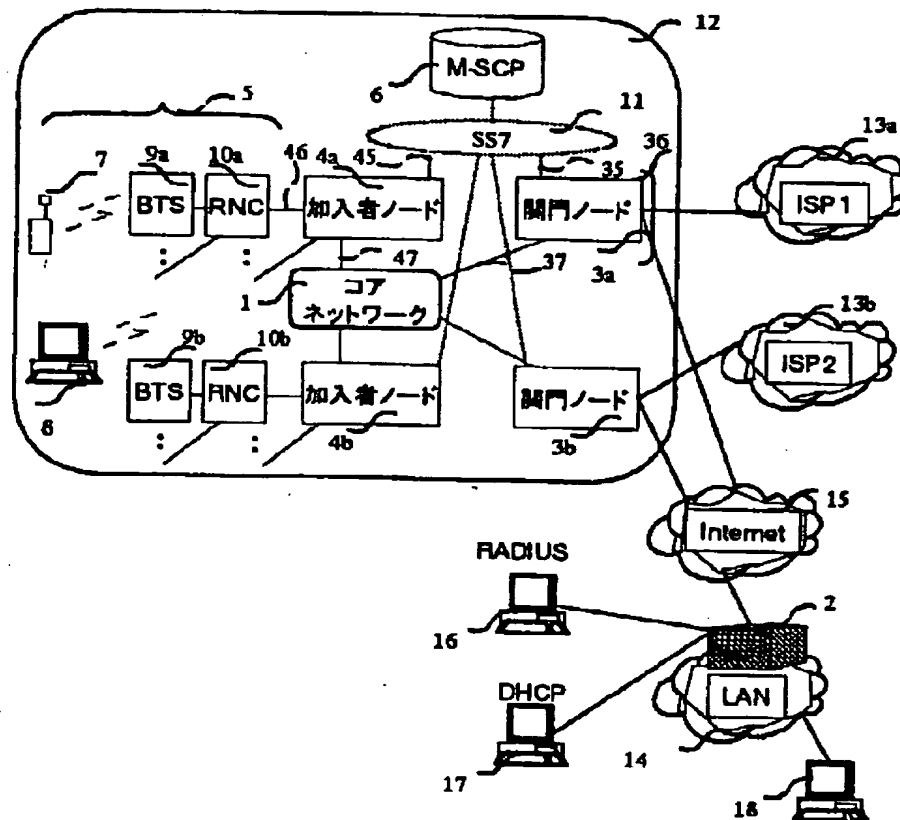 12
M-SCP
6
5
11
SS7
13a
7
9a
10a
46
4a
45
35
36
BTS
RNC
加入者ノード
関門ノード
ISP1
47
37
3a
1
コア
ネットワーク
13b
9b
10b
ISP2
BTS
RNC
加入者ノード
関門ノード
8
4b
3b
15
Internet
RADIUS
2
16
LAN
DHCP
14
17
18